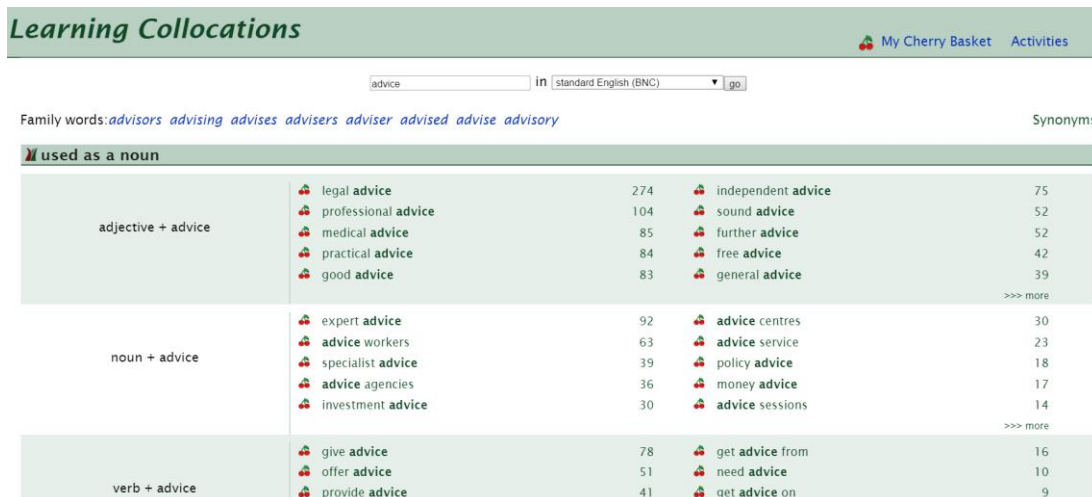 Learning Collocations
My Cherry Basket Activities
advice in standard English (BNC) go
Family words: advisors advising advises advisers adviser advised advise advisory
Synonyms
used as a noun
adjective + advice
legal advice 274 independent advice 75
professional advice 104 sound advice 52
medical advice 85 further advice 52
practical advice 84 free advice 42
good advice 83 general advice 39
>>> more
noun + advice
expert advice 92 advice centres 30
advice workers 63 advice service 23
specialist advice 39 policy advice 18
advice agencies 36 money advice 17
investment advice 30 advice sessions 14
>>> more
verb + advice
give advice 78 get advice from 16
offer advice 51 need advice 10
provide advice 41 get advice on 9